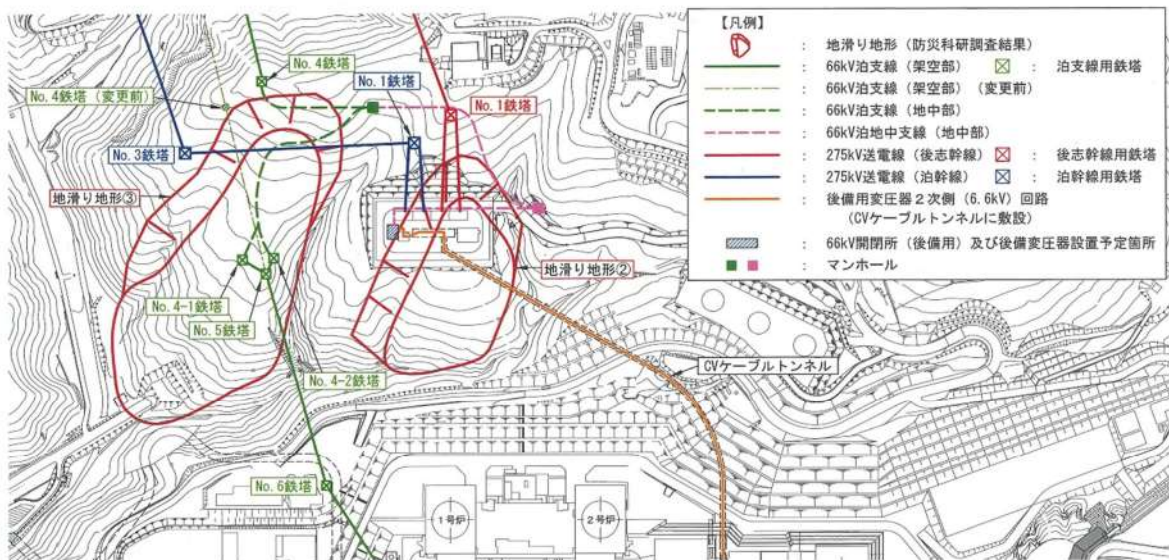 【凡例】
： 地滑り地形（防災科研調査結果）
： 66kV泊支線（架空部） ： 泊支線用鉄塔
： 66kV泊支線（架空部）（変更前）
： 66kV泊支線（地中部）
： 66kV泊地中支線（地中部）
： 275kV送電線（後志幹線） ： 後志幹線用鉄塔
： 275kV送電線（泊幹線） ： 泊幹線用鉄塔
： 後備用変圧器２次側（6.6kV）回路
（CVケーブルトンネルに敷設）
： 66kV開閉所（後備用）及び後備変圧器設置予定箇所
： マンホール
No.4鉄塔
No.1鉄塔
No.4鉄塔（変更前）
No.1鉄塔
No.3鉄塔
地滑り地形③
地滑り地形②
No.4-1鉄塔
No.5鉄塔
No.4-2鉄塔
CVケーブルトンネル
No.6鉄塔
１号炉
２号炉